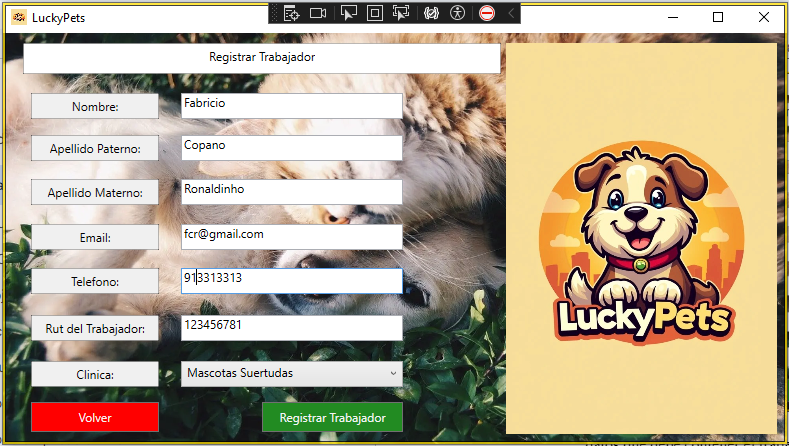 LuckyPets
Registrar Trabajador
Nombre: Fabricio
Apellido Paterno: Copano
Apellido Materno: Ronaldinho
Email: fcr@gmail.com
Telefono: 913313313
Rut del Trabajador: 123456781
Clinica: Mascotas Suertudas
Volver Registrar Trabajador
LuckyPets